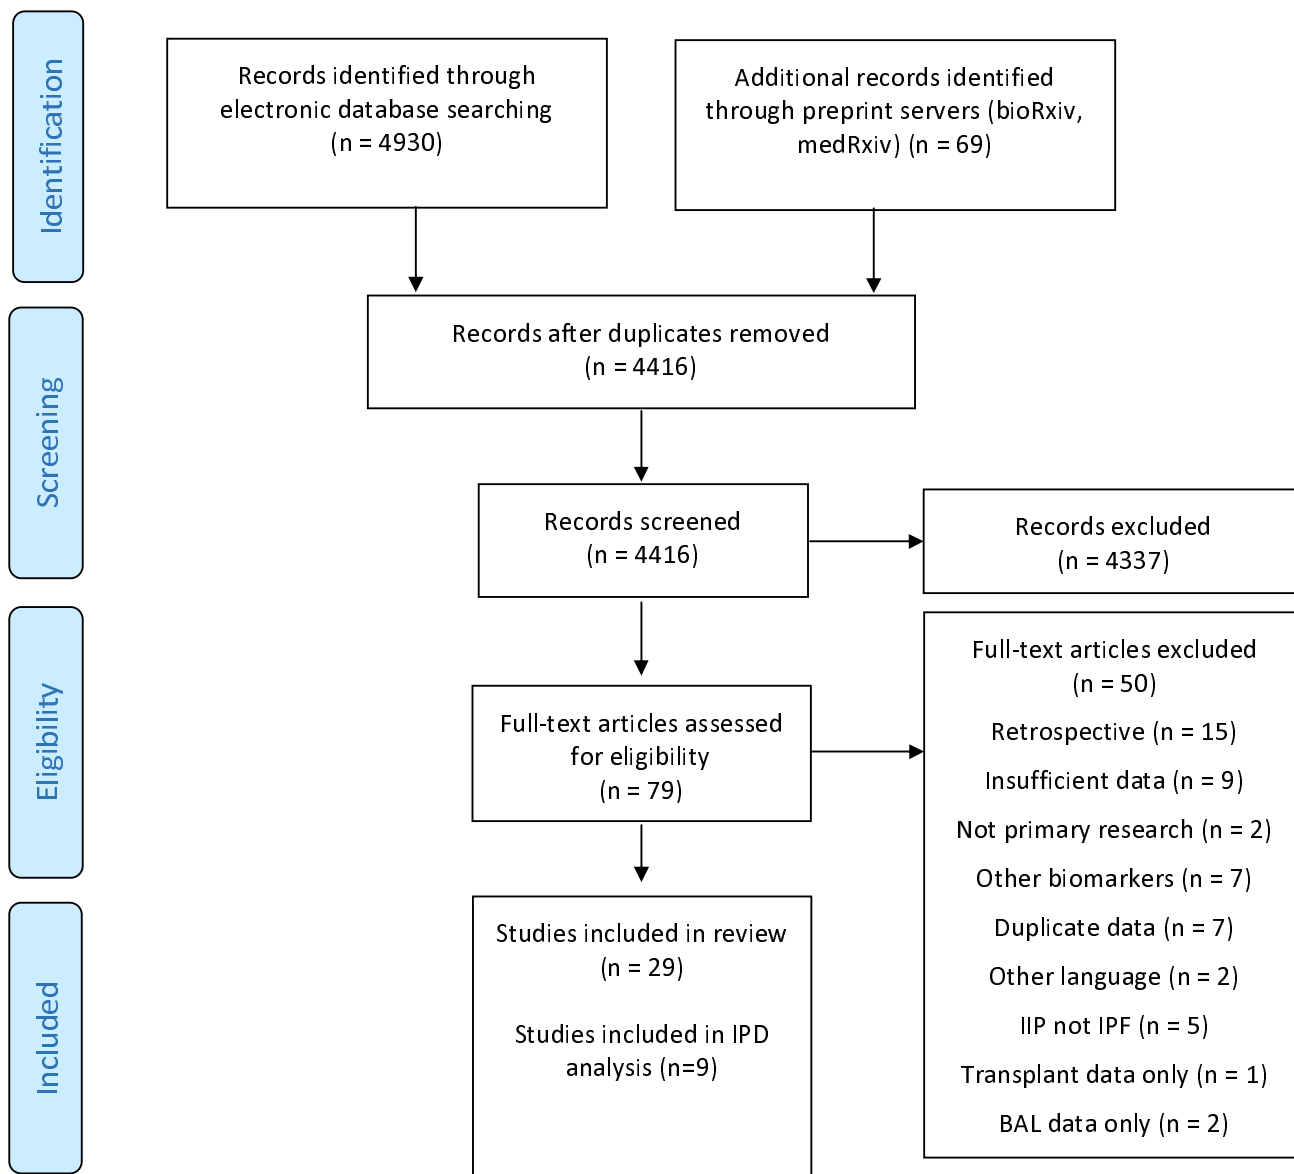 Identification
Records identified through
electronic database searching
(n = 4930)
Additional records identified
through preprint servers (bioRxiv,
medRxiv) (n = 69)
Records after duplicates removed
(n = 4416)
Screening
Records screened
(n = 4416)
Records excluded
(n = 4337)
Eligibility
Full-text articles assessed
for eligibility
(n = 79)
Full-text articles excluded
(n = 50)
Retrospective (n = 15)
Insufficient data (n = 9)
Not primary research (n = 2)
Other biomarkers (n = 7)
Duplicate data (n = 7)
Other language (n = 2)
IIP not IPF (n = 5)
Transplant data only (n = 1)
BAL data only (n = 2)
Included
Studies included in review
(n = 29)
Studies included in IPD
analysis (n=9)